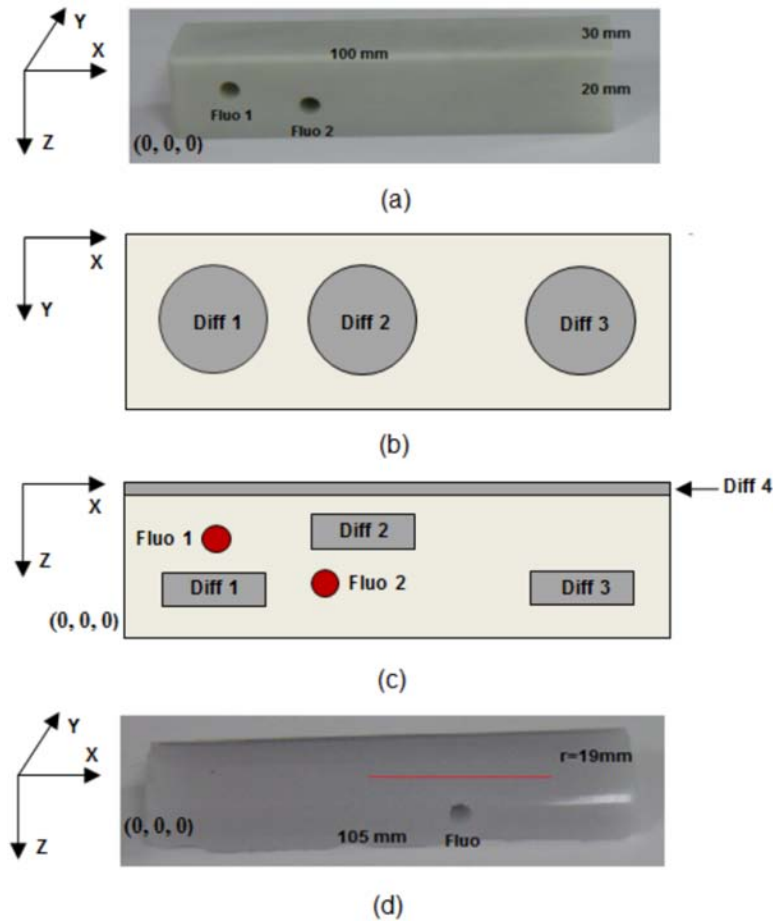 Y
X
Z
30 mm
100 mm
20 mm
Fluo 1
Fluo 2
(0, 0, 0)
(a)
X
Y
Diff 1
Diff 2
Diff 3
(b)
X
Z
Diff 4
Fluo 1
Diff 2
Diff 1
Fluo 2
Diff 3
(0, 0, 0)
(c)
Y
X
Z
r=19mm
(0, 0, 0)
105 mm
Fluo
(d)